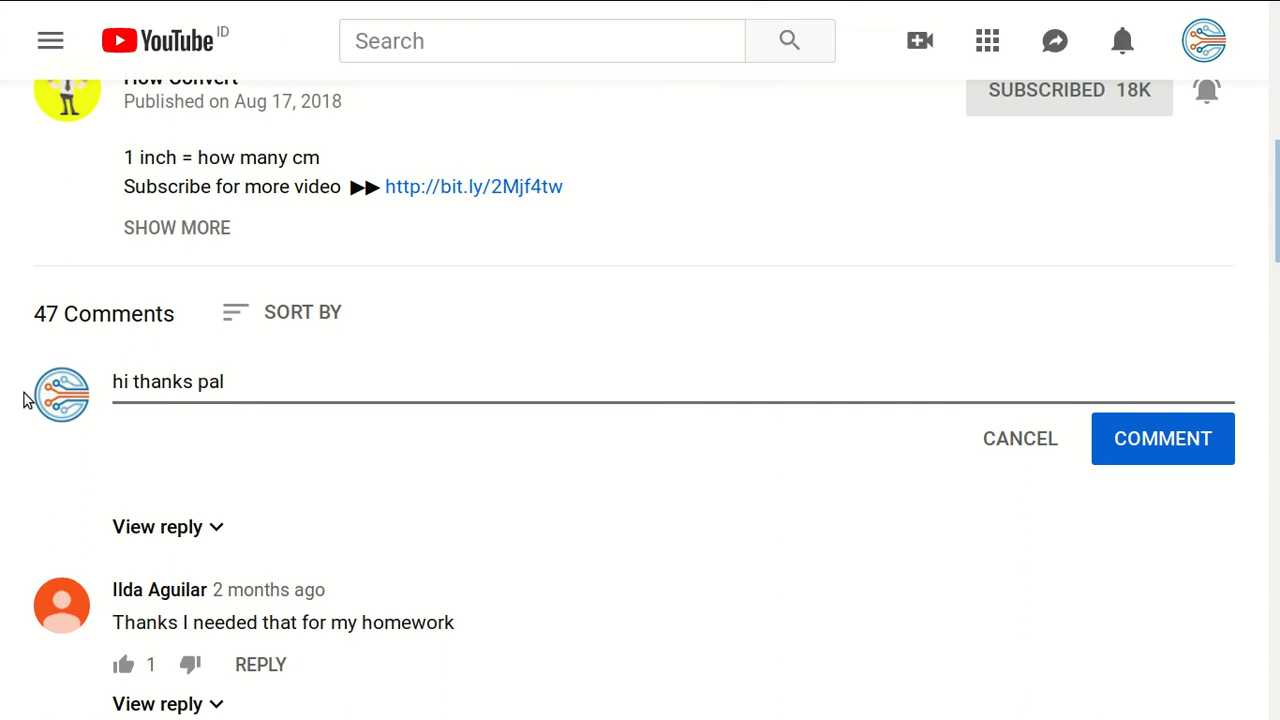 YouTube ID
Search
How Convert
Published on Aug 17, 2018
SUBSCRIBED 18K
1 inch = how many cm
Subscribe for more video ▶▶ http://bit.ly/2Mjf4tw
SHOW MORE
47 Comments
SORT BY
hi thanks pal
CANCEL
COMMENT
View reply
Ilda Aguilar 2 months ago
Thanks I needed that for my homework
1
REPLY
View reply